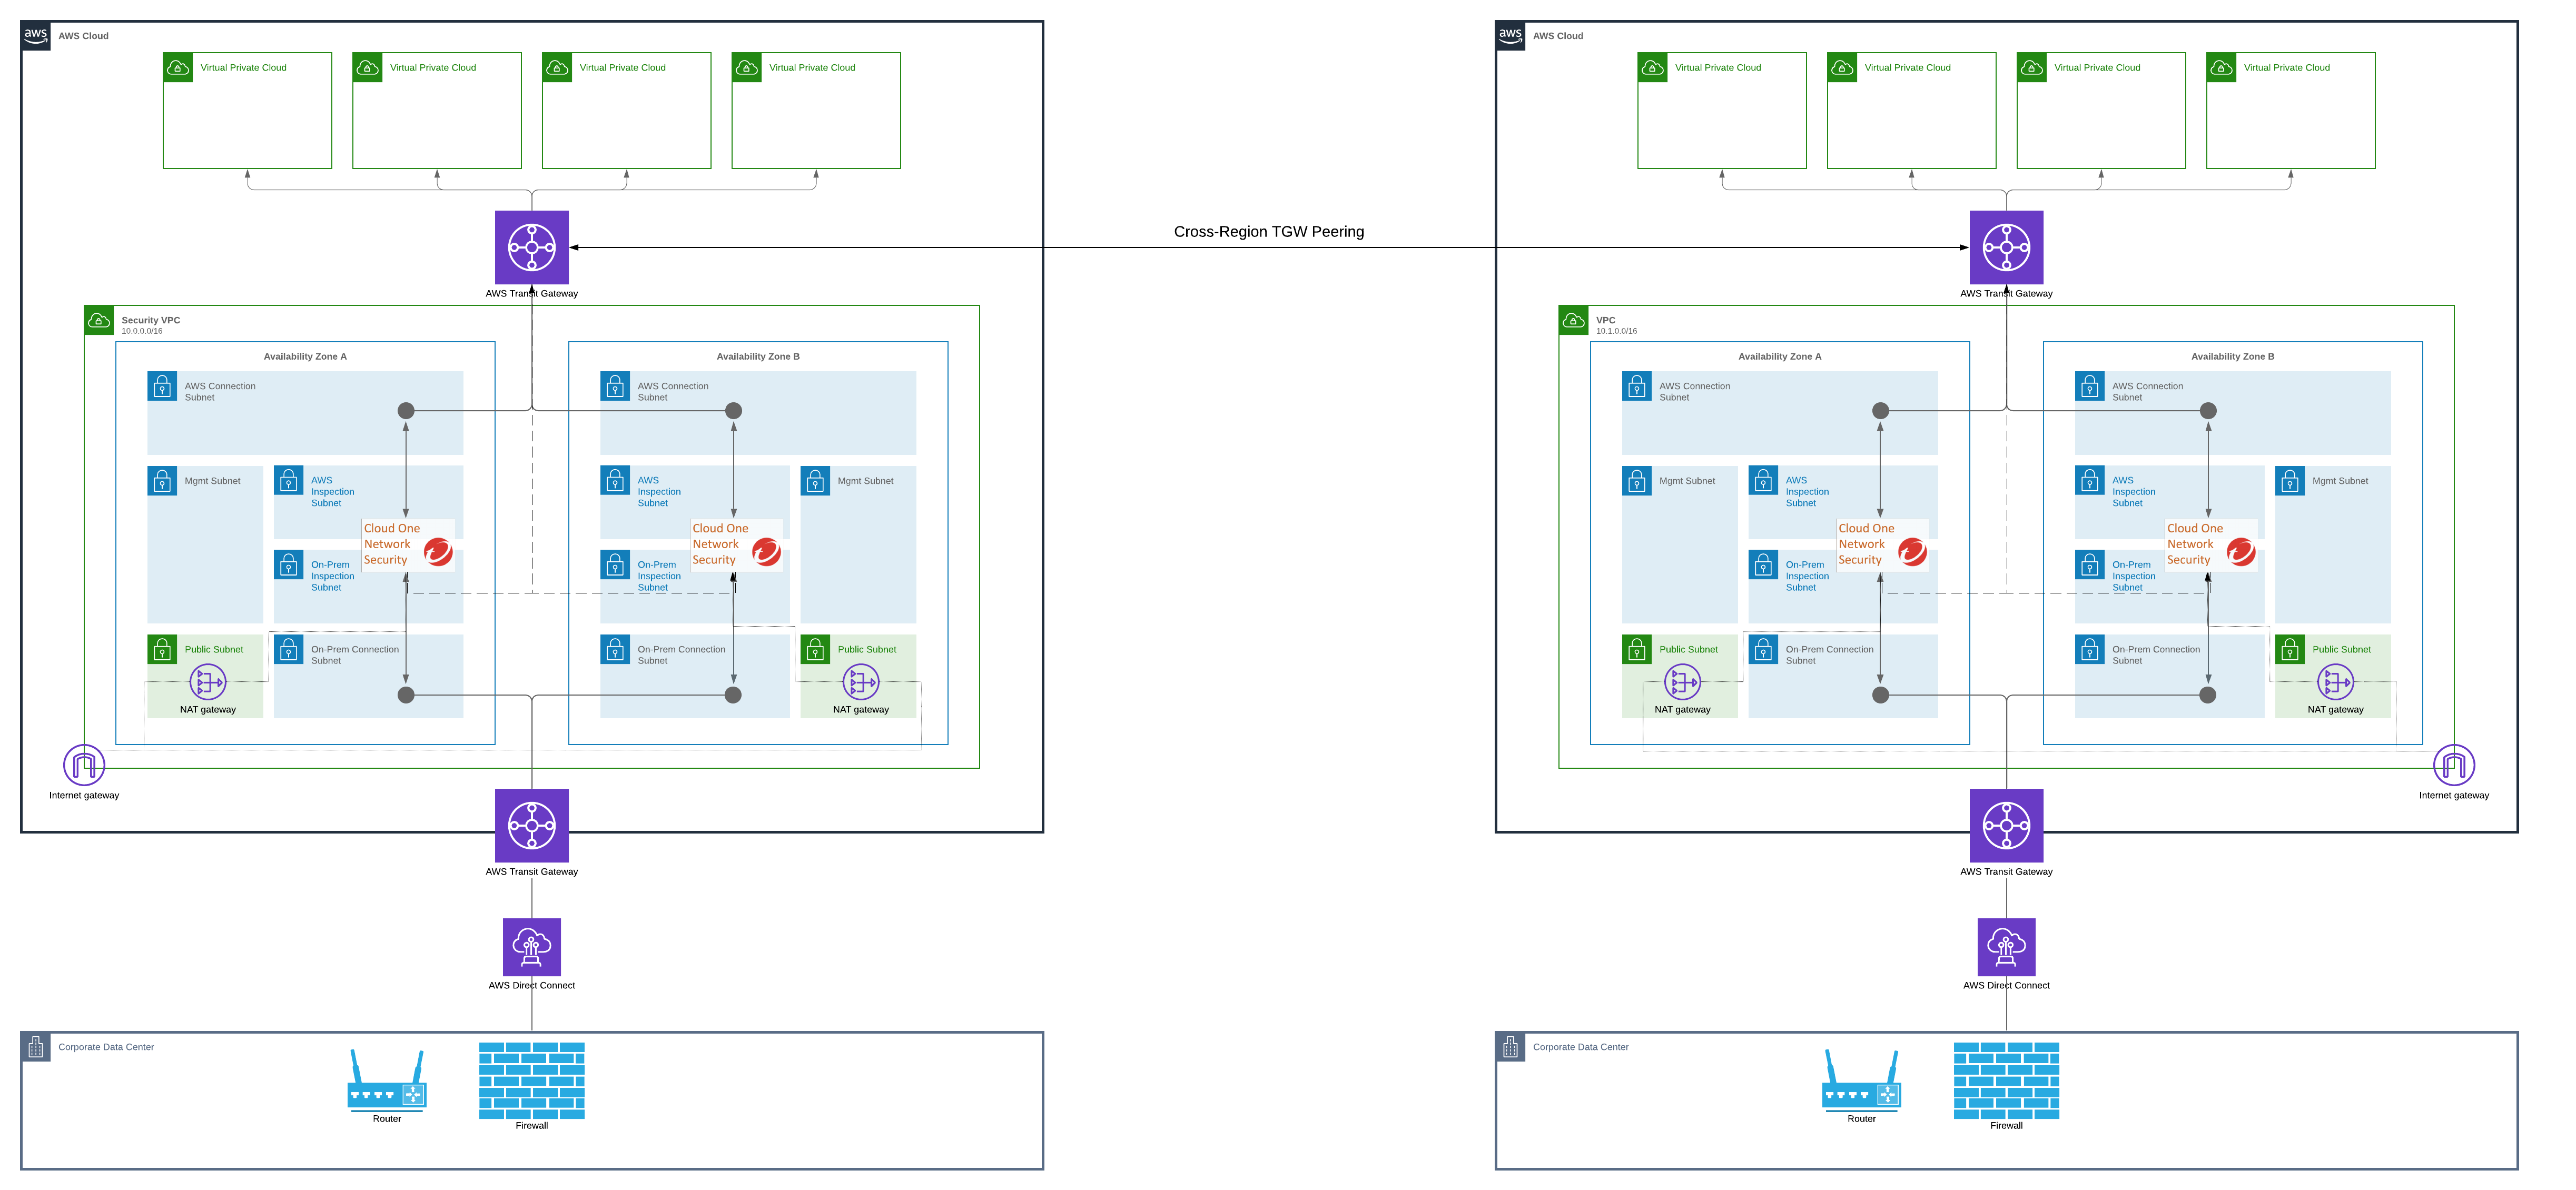 aws
AWS Cloud
Virtual Private Cloud
Virtual Private Cloud
Virtual Private Cloud
Virtual Private Cloud
AWS Transit Gateway
Security VPC
10.0.0.0/16
Availability Zone A
AWS Connection
Subnet
Mgmt Subnet
AWS
Inspection
Subnet
Cloud One
Network
Security
On-Prem
Inspection
Subnet
Public Subnet
NAT gateway
On-Prem Connection
Subnet
Availability Zone B
AWS Connection
Subnet
AWS
Inspection
Subnet
Mgmt Subnet
Cloud One
Network
Security
On-Prem
Inspection
Subnet
On-Prem Connection
Subnet
Public Subnet
NAT gateway
Internet gateway
AWS Transit Gateway
AWS Direct Connect
Corporate Data Center
Router
Firewall
Cross-Region TGW Peering
aws
AWS Cloud
Virtual Private Cloud
Virtual Private Cloud
Virtual Private Cloud
Virtual Private Cloud
AWS Transit Gateway
VPC
10.1.0.0/16
Availability Zone A
AWS Connection
Subnet
Mgmt Subnet
AWS
Inspection
Subnet
Cloud One
Network
Security
On-Prem
Inspection
Subnet
Public Subnet
NAT gateway
On-Prem Connection
Subnet
Availability Zone B
AWS Connection
Subnet
AWS
Inspection
Subnet
Mgmt Subnet
Cloud One
Network
Security
On-Prem
Inspection
Subnet
On-Prem Connection
Subnet
Public Subnet
NAT gateway
Internet gateway
AWS Transit Gateway
AWS Direct Connect
Corporate Data Center
Router
Firewall